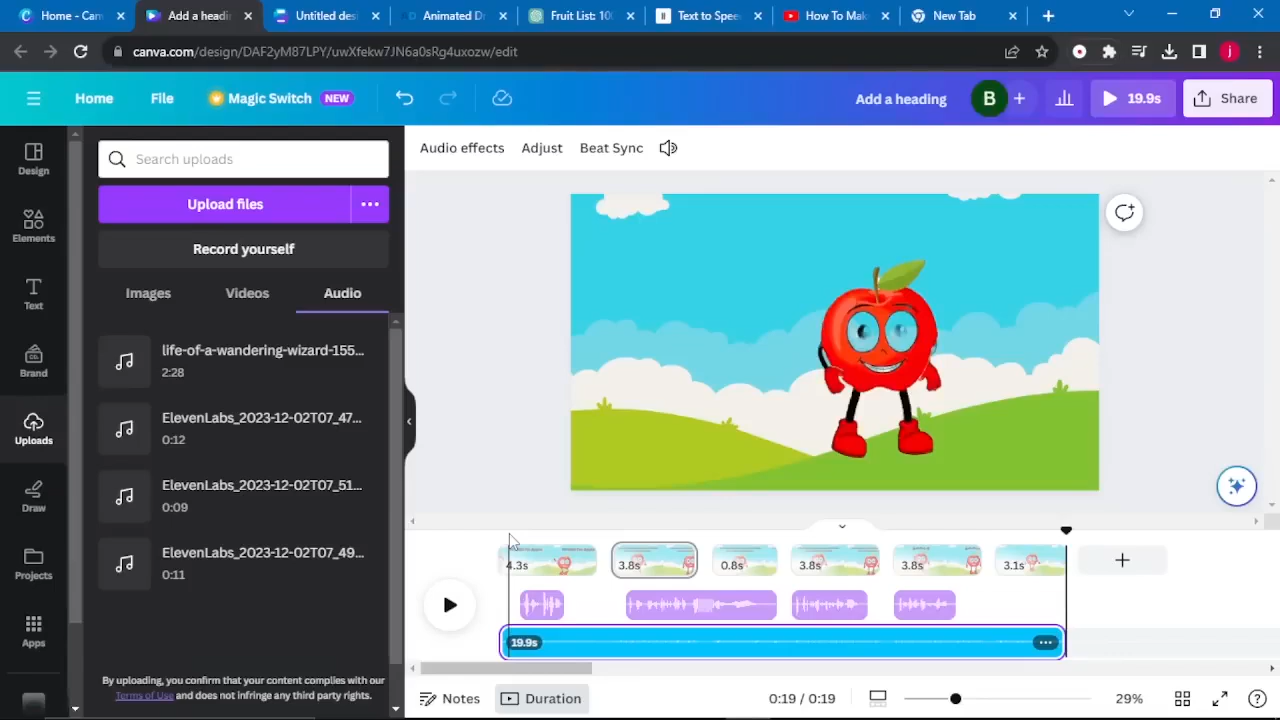 Home - Canva
Add a headin
Untitled desi
Animated Dr
Fruit List: 100
Text to Spee
How To Mak
New Tab
canva.com/design/DAF2yM87LPY/uwXfekw7JN6a0sRg4uxozw/edit
j
Home
File
Magic Switch
NEW
Add a heading
B
19.9s
Share
Design
Elements
Text
Brand
Uploads
Draw
Projects
Apps
Search uploads
Upload files
Record yourself
Images
Videos
Audio
life-of-a-wandering-wizard-155...
2:28
ElevenLabs_2023-12-02T07_47...
0:12
ElevenLabs_2023-12-02T07_51...
0:09
ElevenLabs_2023-12-02T07_49...
0:11
By uploading, you confirm that your content complies with our
Terms of Use and does not infringe any third party rights.
Audio effects
Adjust
Beat Sync
4.3s
3.8s
0.8s
3.8s
3.8s
3.1s
19.9s
Notes
Duration
0:19 / 0:19
29%